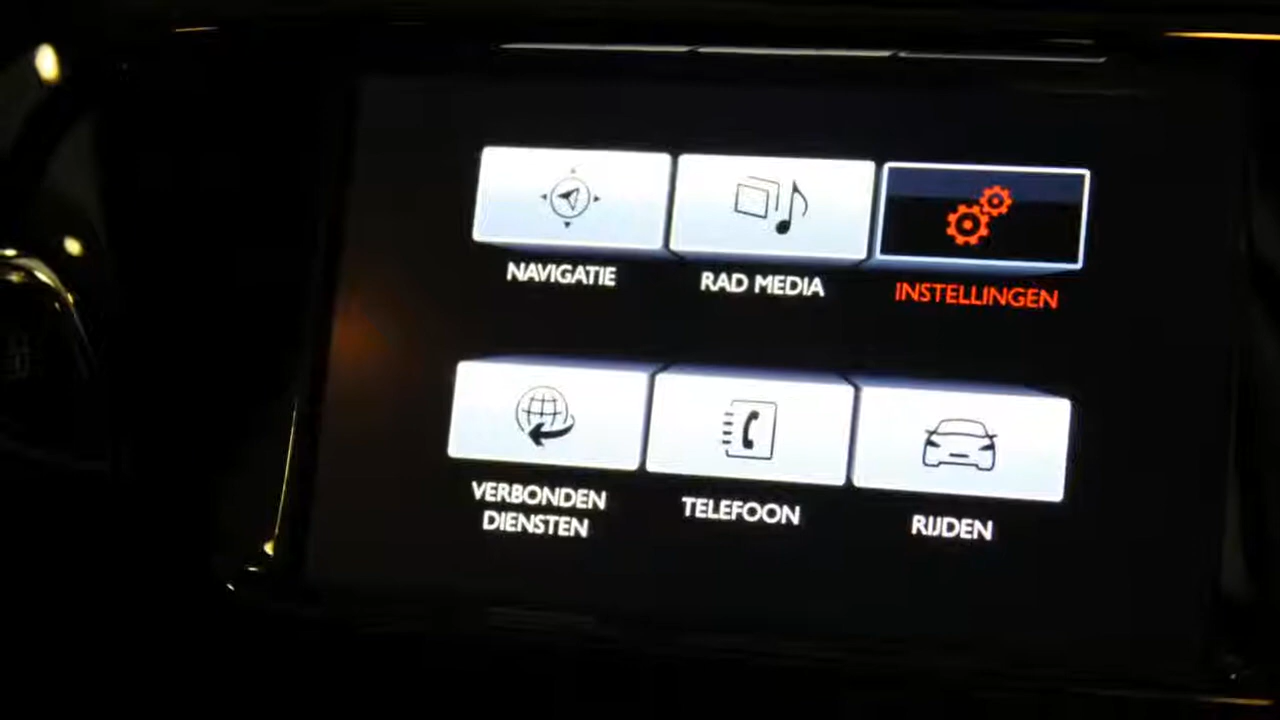 NAVIGATIE
RAD MEDIA
INSTELLINGEN
VERBONDEN
DIENSTEN
TELEFOON
RIJDEN